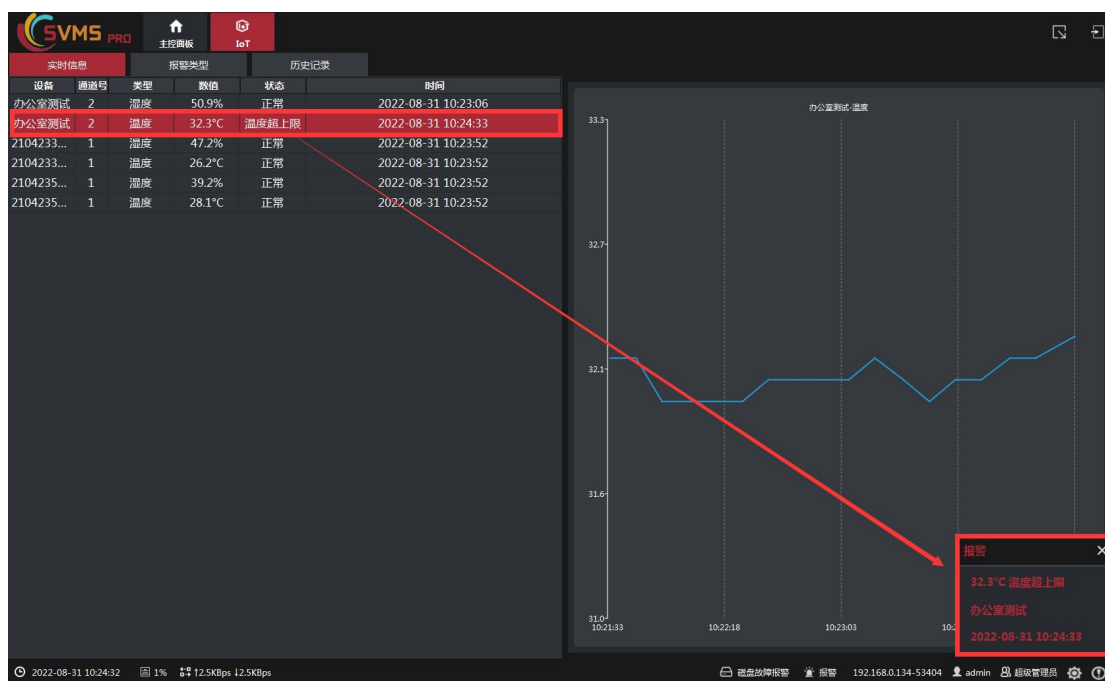 SVMS PRO
主控面板
IoT
实时信息 报警类型 历史记录
设备 通道号 类型 数值 状态 时间
办公室测试 2 湿度 50.9% 正常 2022-08-31 10:23:06
办公室测试 2 温度 32.3°C 温度超上限 2022-08-31 10:24:33
2104233... 1 湿度 47.2% 正常 2022-08-31 10:23:52
2104233... 1 温度 26.2°C 正常 2022-08-31 10:23:52
2104235... 1 湿度 39.2% 正常 2022-08-31 10:23:52
2104235... 1 温度 28.1°C 正常 2022-08-31 10:23:52
办公室测试-温度
33.3
32.7
32.1
31.6
31.0
10:21:33 10:22:18 10:23:03 10:2
报警
32.3°C 温度超上限
办公室测试
2022-08-31 10:24:33
2022-08-31 10:24:32 1% ↑2.5KBps ↓2.5KBps 磁盘故障报警 报警 192.168.0.134-53404 admin 超级管理员